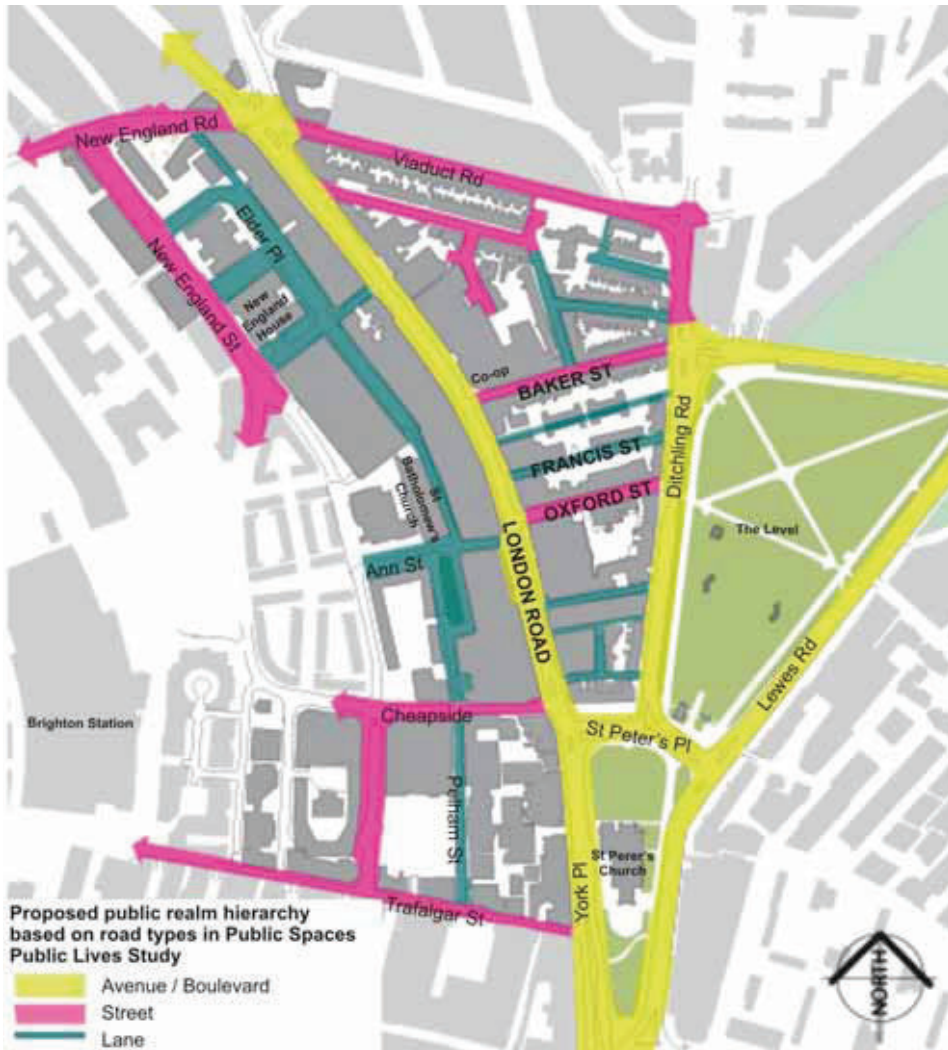 New England Rd
Viaduct Rd
Elder Pl
New England St
New
England
House
Co-op
BAKER ST
FRANCIS ST
OXFORD ST
Ditchling Rd
St
Batholomew's
Church
The Level
Ann St
LONDON ROAD
Lewes Rd
Brighton Station
Cheapside
St Peter's Pl
Pelham St
St Perer's
Church
York Pl
Trafalgar St
Proposed public realm hierarchy
based on road types in Public Spaces
Public Lives Study
Avenue / Boulevard
Street
Lane
NORTH